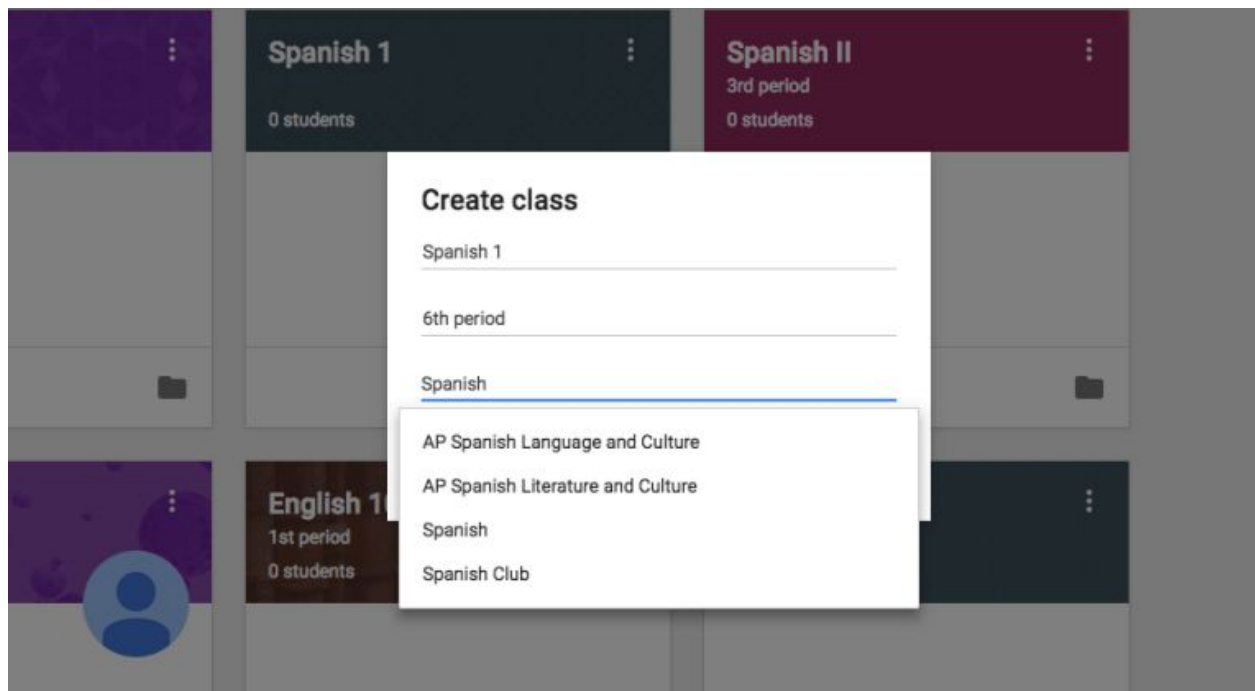 Spanish 1
0 students
Spanish II
3rd period
0 students
Create class
Spanish 1
6th period
Spanish
AP Spanish Language and Culture
AP Spanish Literature and Culture
Spanish
Spanish Club
English 1
1st period
0 students